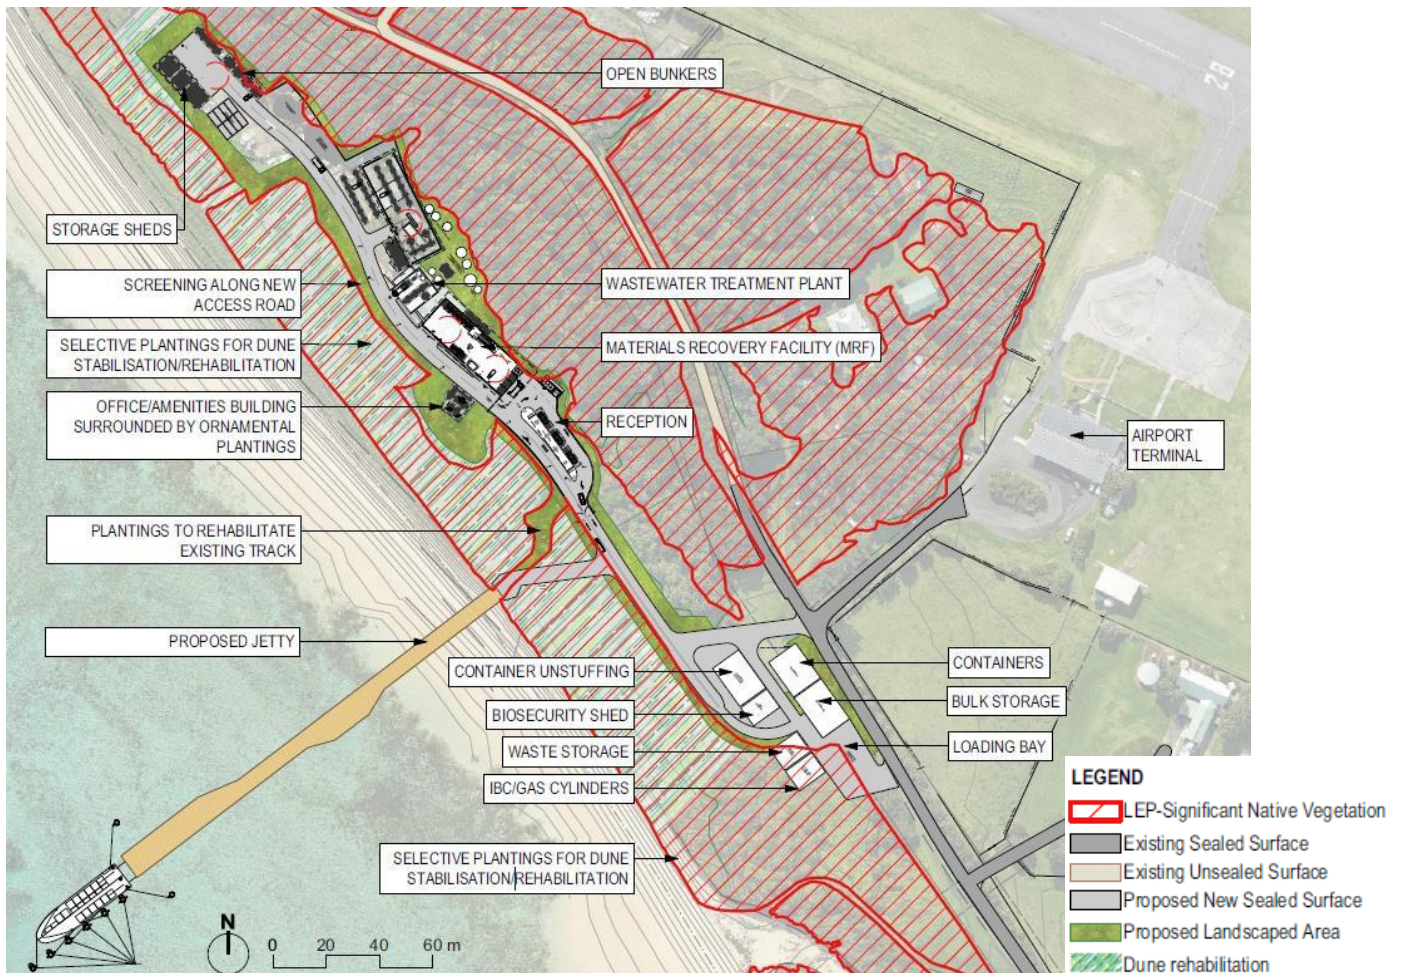 28
OPEN BUNKERS
STORAGE SHEDS
SCREENING ALONG NEW
ACCESS ROAD
WASTEWATER TREATMENT PLANT
SELECTIVE PLANTINGS FOR DUNE
STABILISATION/REHABILITATION
MATERIALS RECOVERY FACILITY (MRF)
OFFICE/AMENITIES BUILDING
SURROUNDED BY ORNAMENTAL
PLANTINGS
RECEPTION
AIRPORT
TERMINAL
PLANTINGS TO REHABILITATE
EXISTING TRACK
PROPOSED JETTY
CONTAINER UNSTUFFING
CONTAINERS
BIOSECURITY SHED
BULK STORAGE
WASTE STORAGE
LOADING BAY
IBC/GAS CYLINDERS
SELECTIVE PLANTINGS FOR DUNE
STABILISATION/REHABILITATION
N
0 20 40 60 m
LEGEND
LEP-Significant Native Vegetation
Existing Sealed Surface
Existing Unsealed Surface
Proposed New Sealed Surface
Proposed Landscaped Area
Dune rehabilitation